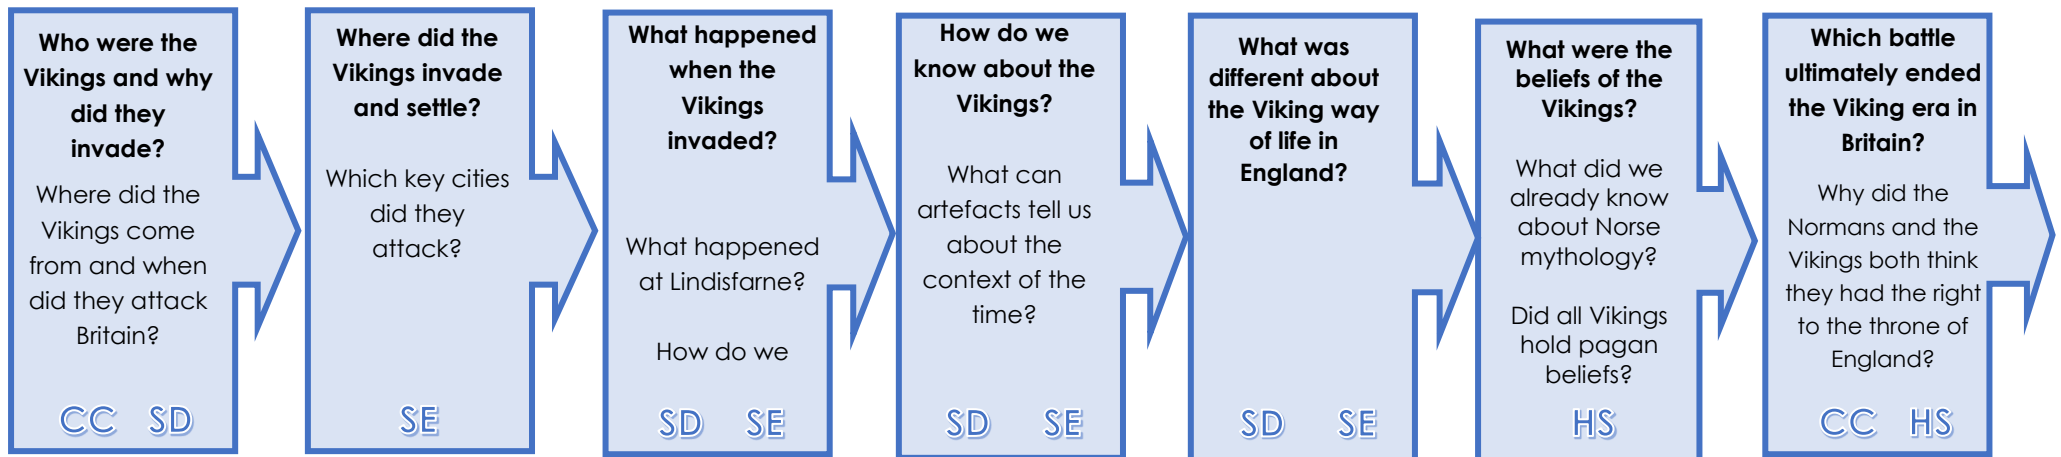 Who were the
Vikings and why
did they
invade?
Where did the
Vikings come
from and when
did they attack
Britain?
CC SD
Where did the
Vikings invade
and settle?
Which key cities
did they
attack?
SE
What happened
when the
Vikings
invaded?
What happened
at Lindisfarne?
How do we
SD SE
How do we
know about the
Vikings?
What can
artefacts tell us
about the
context of the
time?
SD SE
What was
different about
the Viking way
of life in
England?
SD SE
What were the
beliefs of the
Vikings?
What did we
already know
about Norse
mythology?
Did all Vikings
hold pagan
beliefs?
HS
Which battle
ultimately ended
the Viking era in
Britain?
Why did the
Normans and the
Vikings both think
they had the right
to the throne of
England?
CC HS